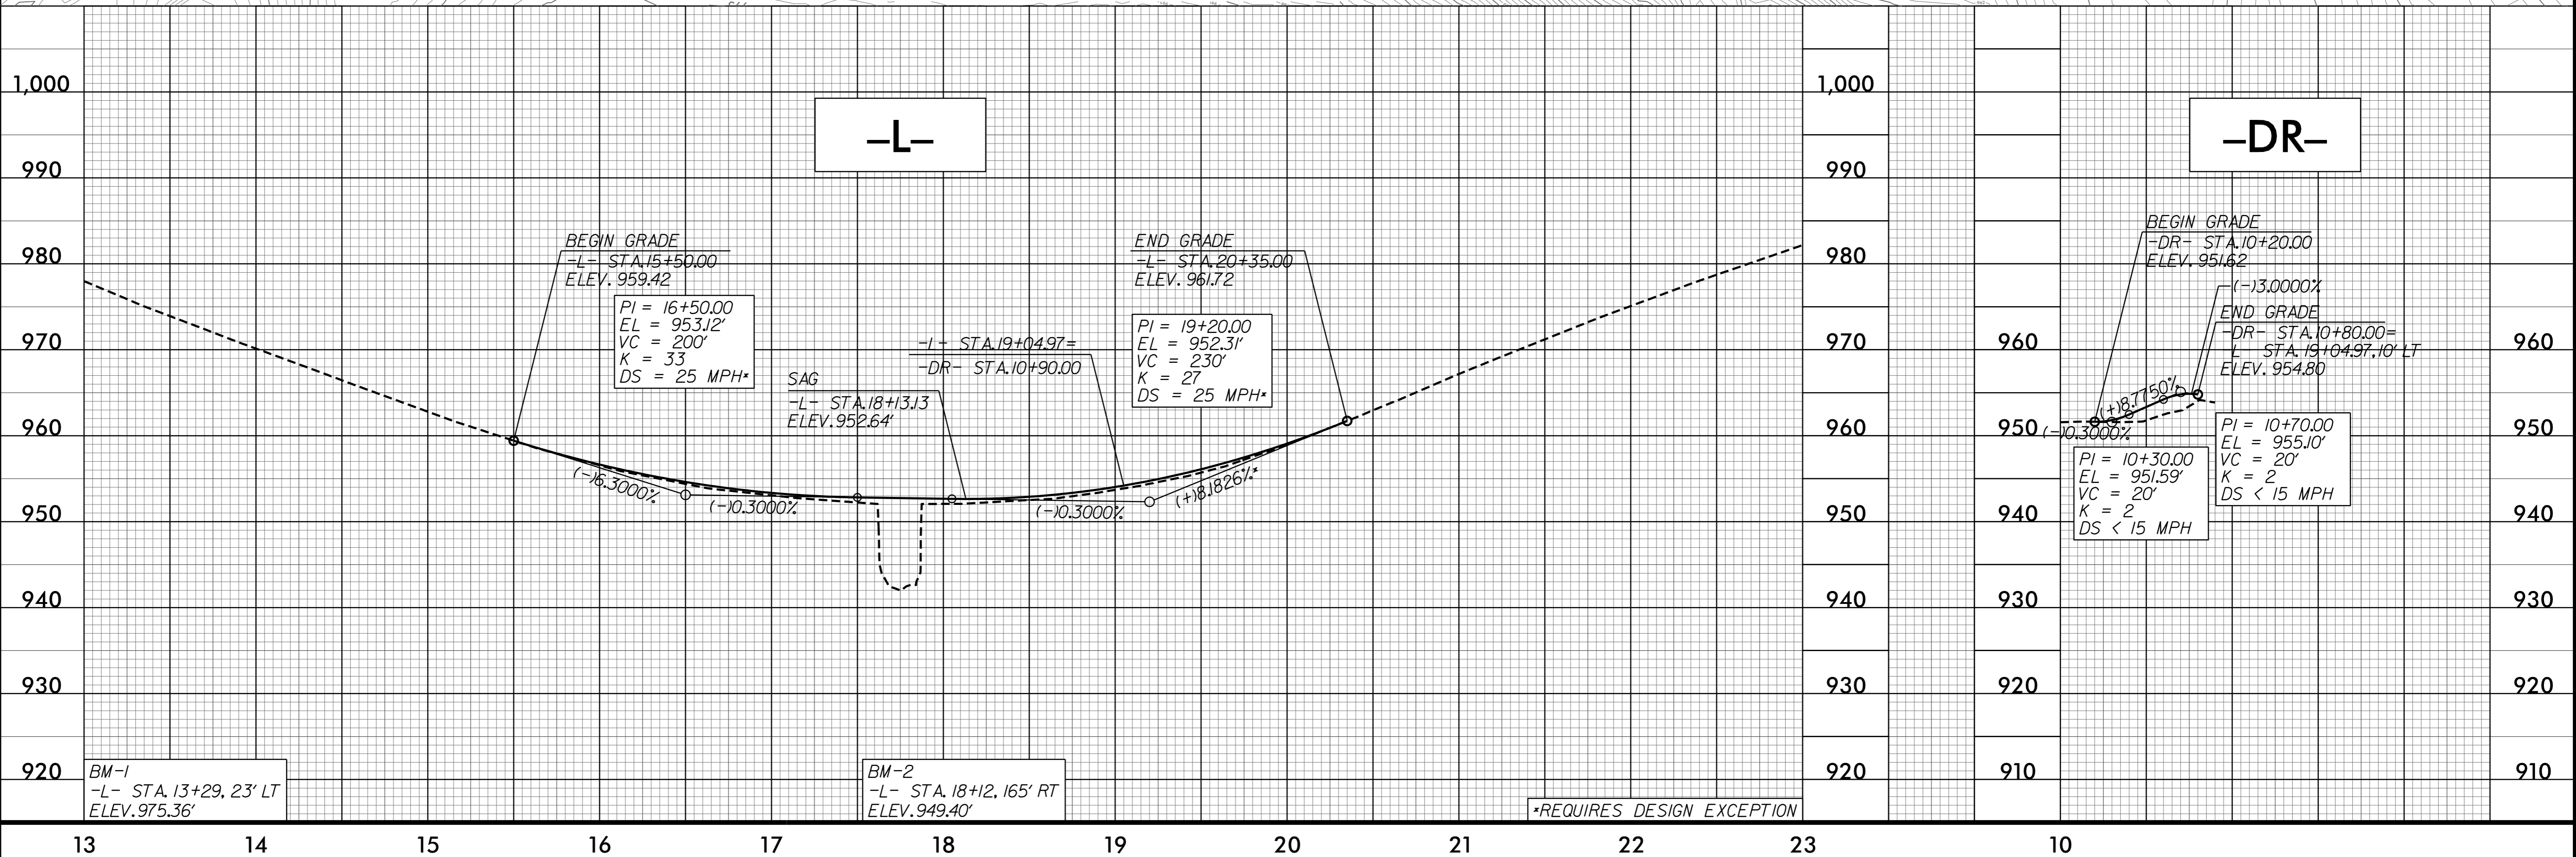 -L-
-DR-
1,000
990
980
970
960
950
940
930
920
BEGIN GRADE
-L- STA.15+50.00
ELEV. 959.42
PI = 16+50.00
EL = 953.12'
VC = 200'
K = 33
DS = 25 MPH*
SAG
-L- STA.18+13.13
ELEV.952.64'
-L- STA.19+04.97=
-DR- STA.10+90.00
END GRADE
-L- STA.20+35.00
ELEV. 961.72
PI = 19+20.00
EL = 952.31'
VC = 230'
K = 27
DS = 25 MPH*
(-)6.3000%
(-)0.3000%
(-)0.3000%
(+)8.1826%*
BM-1
-L- STA. 13+29, 23' LT
ELEV.975.36'
BM-2
-L- STA. 18+12, 165' RT
ELEV.949.40'
*REQUIRES DESIGN EXCEPTION
1,000
990
980
970
960
950
940
930
920
960
950
940
930
920
910
BEGIN GRADE
-DR- STA.10+20.00
ELEV. 951.62
(-)3.0000%
END GRADE
-DR- STA.10+80.00=
-L- STA.19+04.97,10' LT
ELEV. 954.80
(+)8.7750%
(-)0.3000%
PI = 10+30.00
EL = 951.59'
VC = 20'
K = 2
DS < 15 MPH
PI = 10+70.00
EL = 955.10'
VC = 20'
K = 2
DS < 15 MPH
960
950
940
930
920
910
13 14 15 16 17 18 19 20 21 22 23 10